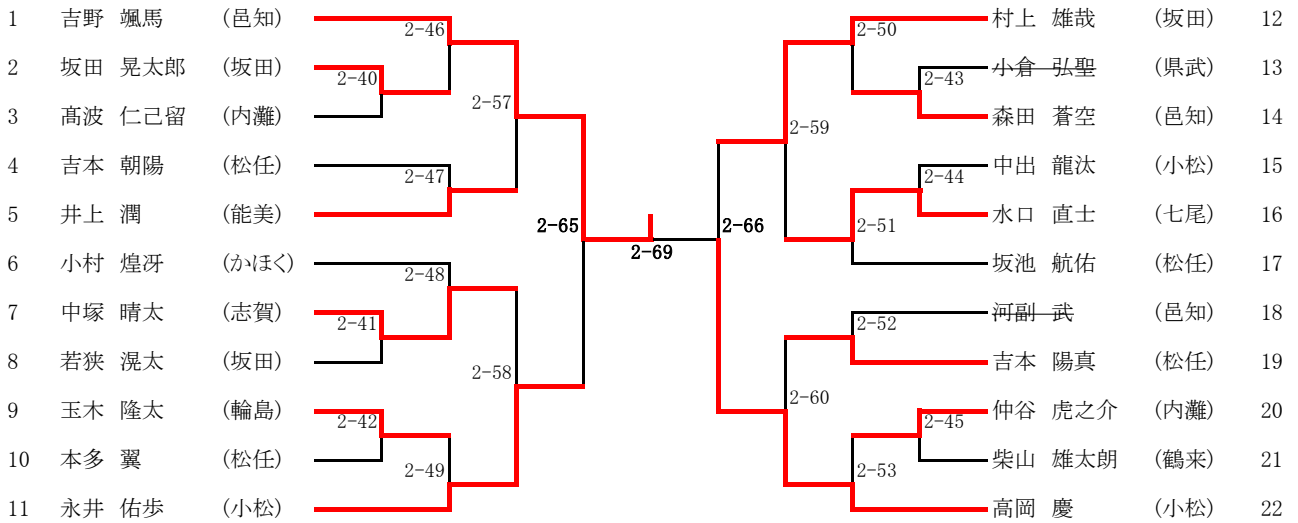 1 吉野 颯馬 (邑知)
2 坂田 晃太郎 (坂田)
3 髙波 仁己留 (内灘)
4 吉本 朝陽 (松任)
5 井上 潤 (能美)
6 小村 煌冴 (かほく)
7 中塚 晴太 (志賀)
8 若狭 滉太 (坂田)
9 玉木 隆太 (輪島)
10 本多 翼 (松任)
11 永井 佑歩 (小松)
2-46
2-40
2-57
2-47
2-65
2-48
2-41
2-58
2-42
2-49
2-69
2-50
2-43
2-59
2-44
2-66
2-51
2-52
2-60
2-45
2-53
村上 雄哉 (坂田) 12
小倉 弘聖 (県武) 13
森田 蒼空 (邑知) 14
中出 龍汰 (小松) 15
水口 直士 (七尾) 16
坂池 航佑 (松任) 17
河副 武 (邑知) 18
吉本 陽真 (松任) 19
仲谷 虎之介 (内灘) 20
柴山 雄太朗 (鶴来) 21
高岡 慶 (小松) 22